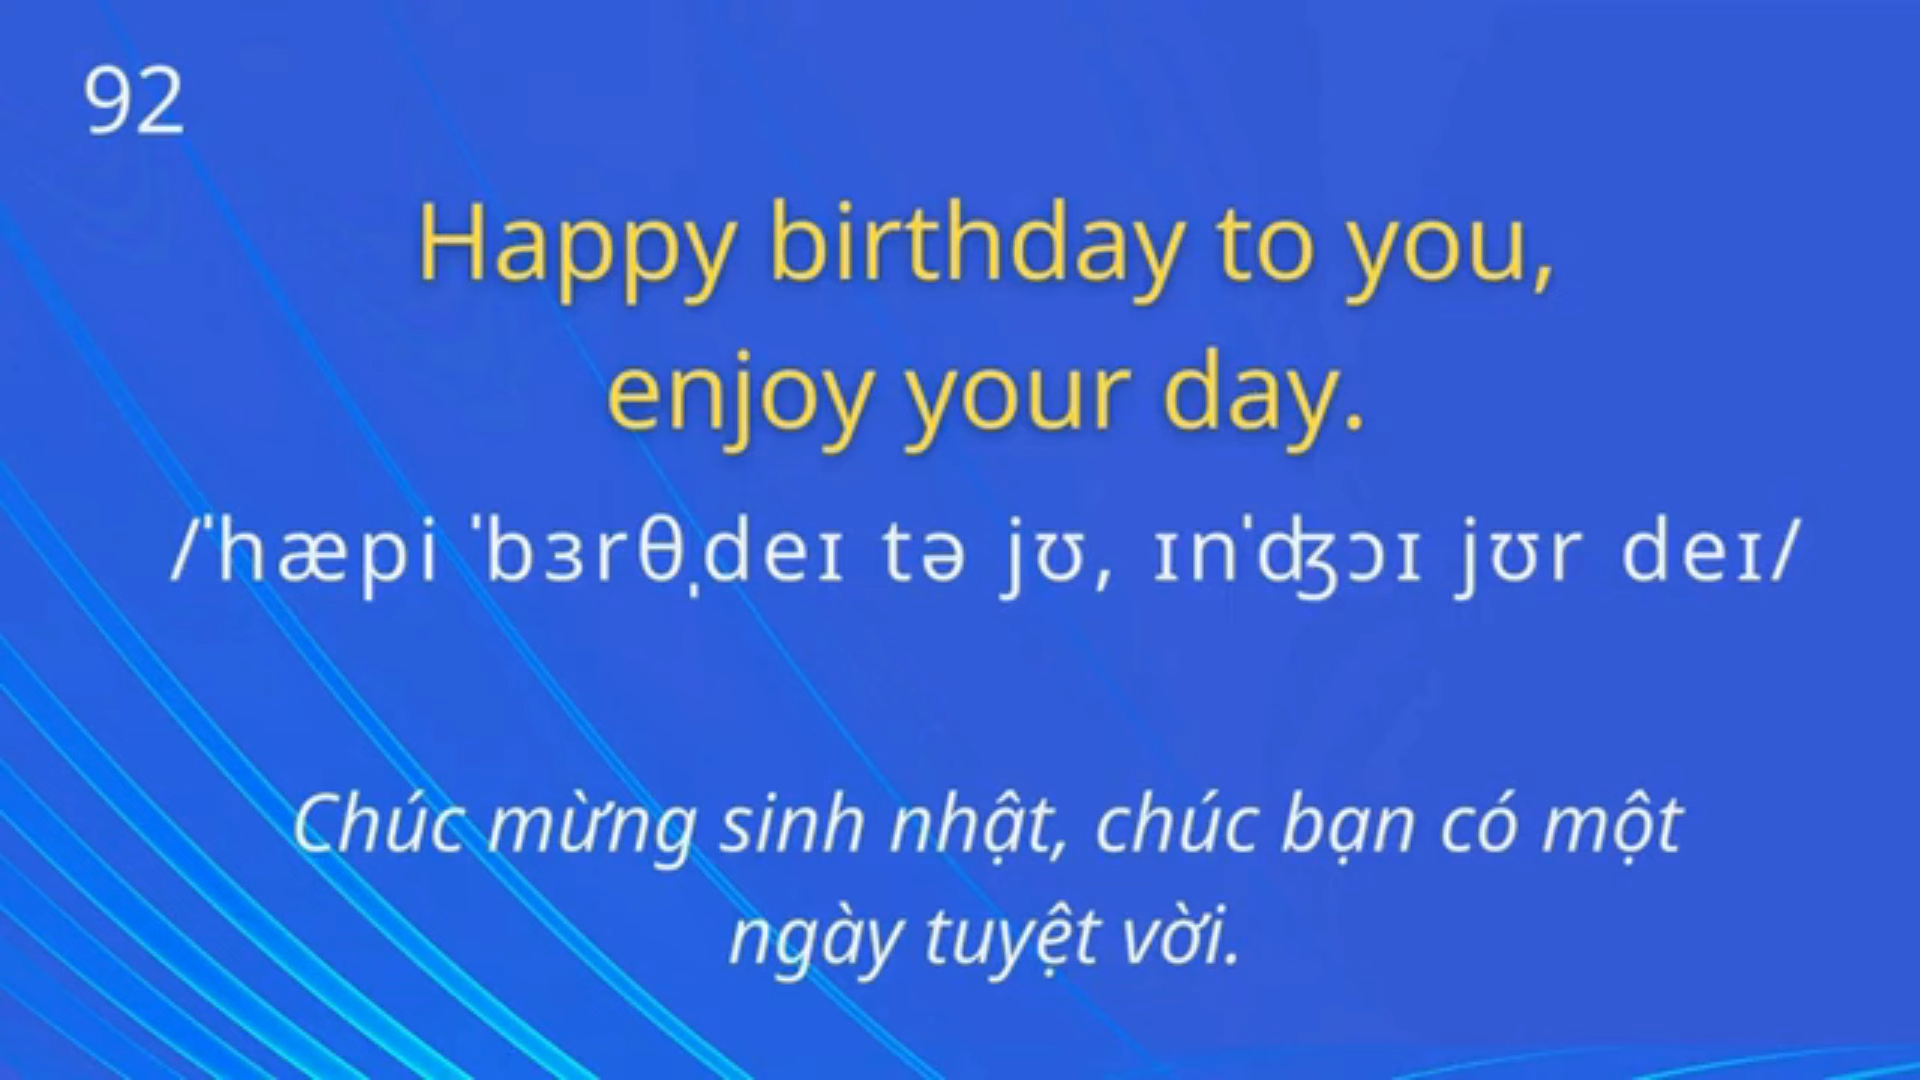 92
Happy birthday to you,
enjoy your day.
/ˈhæpi ˈbɜrθˌdeɪ tə jʊ, ɪnˈʤɔɪ jʊr deɪ/
Chúc mừng sinh nhật, chúc bạn có một
ngày tuyệt vời.